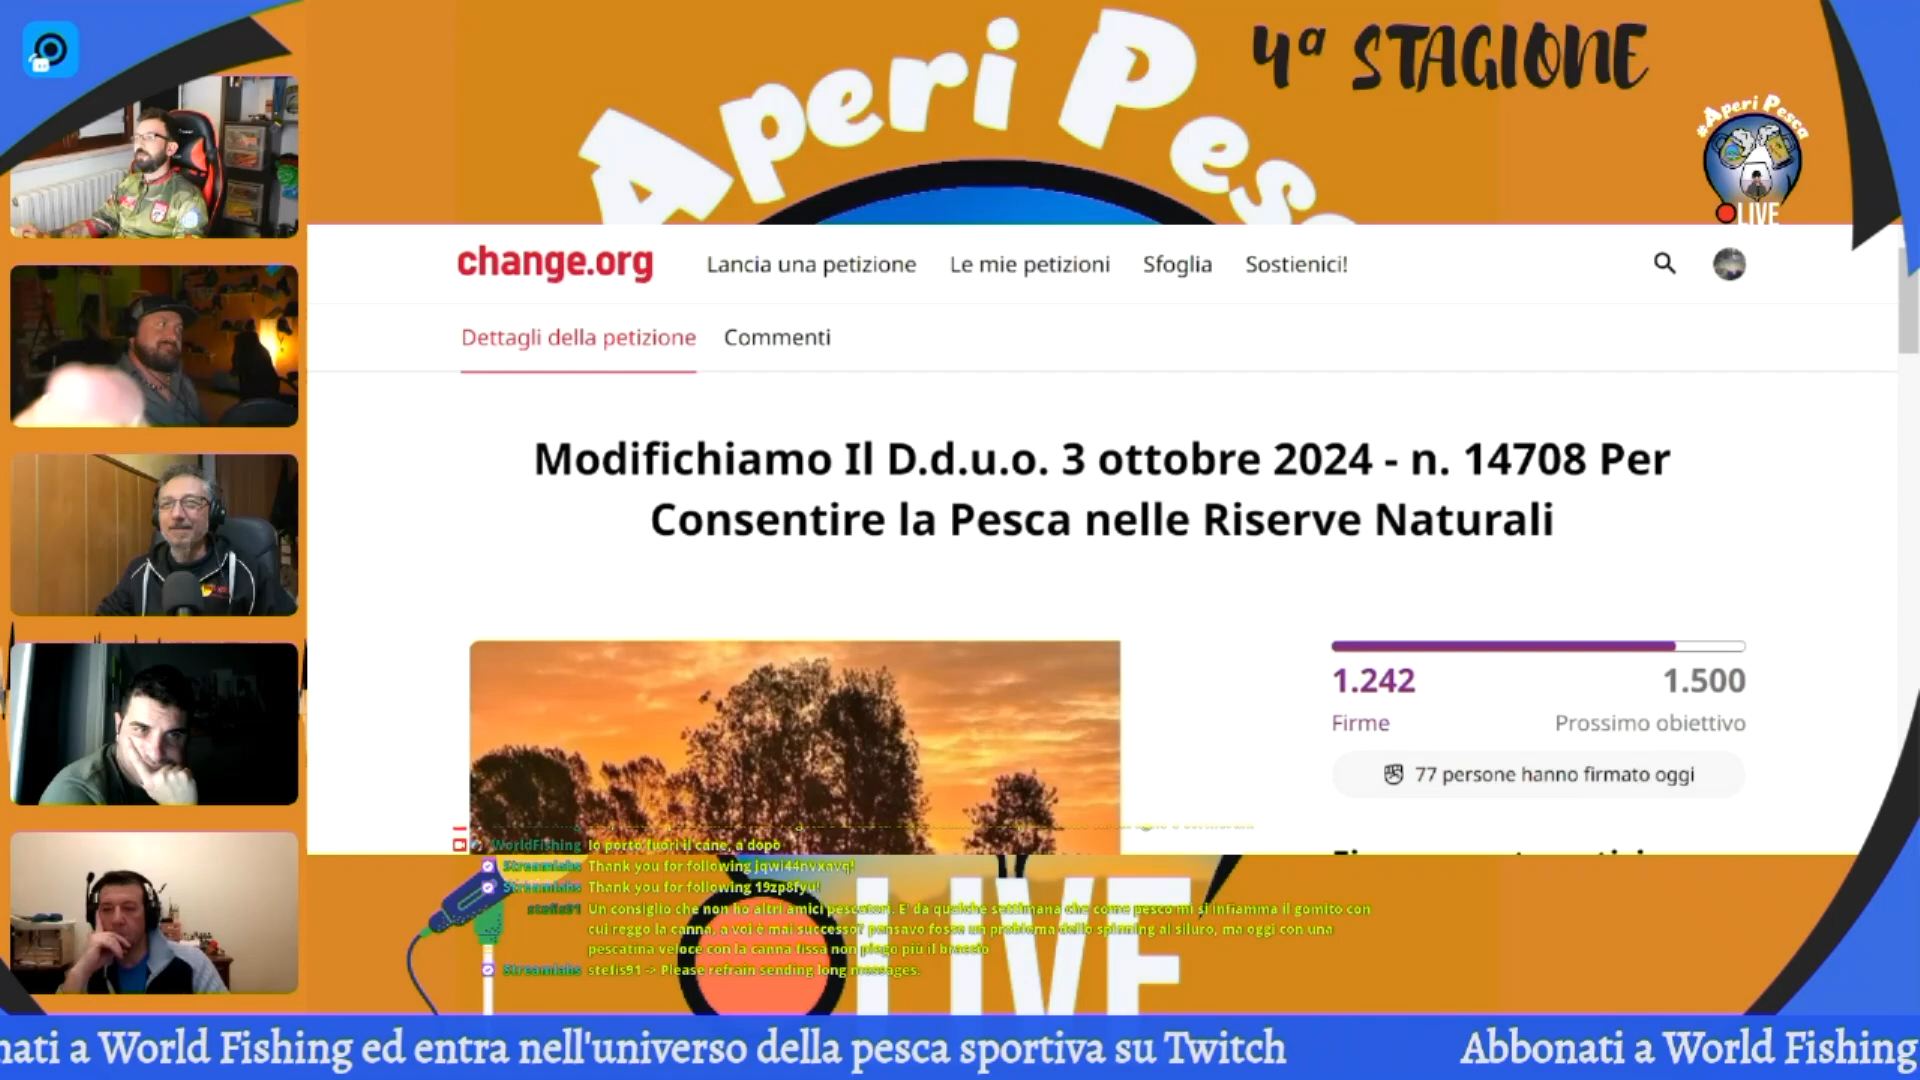 Aperi Pesc
4ª STAGIONE
#Aperi Pesca
LIVE
change.org
Lancia una petizione
Le mie petizioni
Sfoglia
Sostienici!
Dettagli della petizione
Commenti
Modifichiamo Il D.d.u.o. 3 ottobre 2024 - n. 14708 Per
Consentire la Pesca nelle Riserve Naturali
1.242
1.500
Firme
Prossimo obiettivo
77 persone hanno firmato oggi
WorldFishing Io porto fuori il cane, a dopo
Streamlabs Thank you for following jqwi44nvxavq!
Streamlabs Thank you for following 19zp8fyu!
stefis91 Un consiglio che non ho altri amici pescatori. E' da qualche settimana che come pesco mi si infiamma il gomito con
cui reggo la canna, a voi è mai successo? pensavo fosse un problema dello spinning al siluro, ma oggi con una
pescatina veloce con la canna fissa non piego più il braccio
Streamlabs stefis91 -> Please refrain sending long messages.
LIVE
nati a World Fishing ed entra nell'universo della pesca sportiva su Twitch
Abbonati a World Fishing